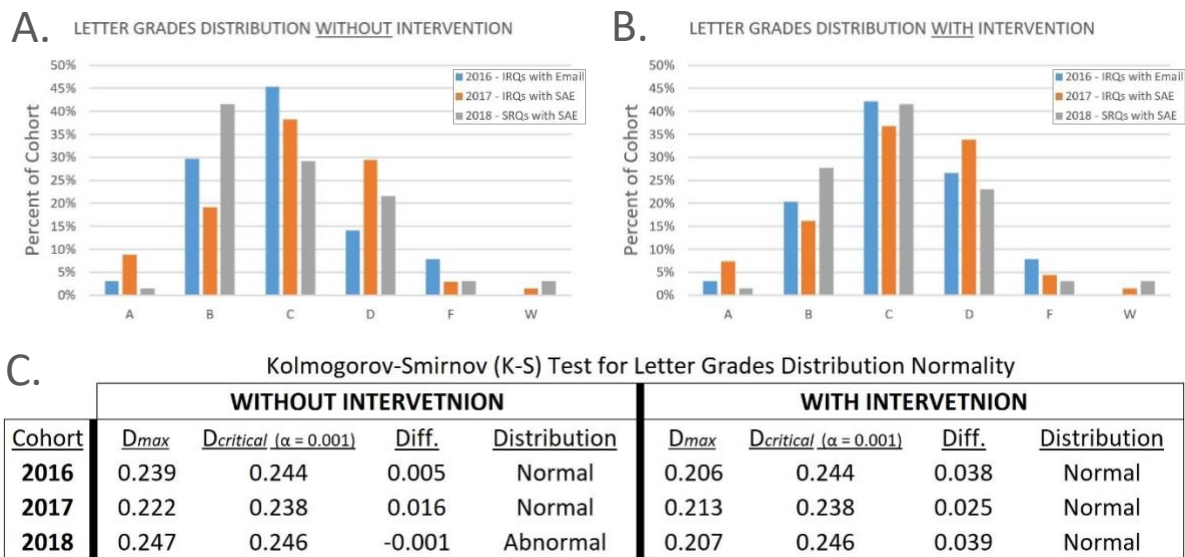 A. LETTER GRADES DISTRIBUTION WITHOUT INTERVENTION
50%
45%
40%
35%
30%
25%
20%
15%
10%
5%
0%
Percent of Cohort
2016 - IRQs with Email
2017 - IRQs with SAE
2018 - SRQs with SAE
A B C D F W
B. LETTER GRADES DISTRIBUTION WITH INTERVENTION
50%
45%
40%
35%
30%
25%
20%
15%
10%
5%
0%
Percent of Cohort
2016 - IRQs with Email
2017 - IRQs with SAE
2018 - SRQs with SAE
A B C D F W
C. Kolmogorov-Smirnov (K-S) Test for Letter Grades Distribution Normality
WITHOUT INTERVETNION WITH INTERVETNION
Cohort Dmax Dcritical (α = 0.001) Diff. Distribution Dmax Dcritical (α = 0.001) Diff. Distribution
2016 0.239 0.244 0.005 Normal 0.206 0.244 0.038 Normal
2017 0.222 0.238 0.016 Normal 0.213 0.238 0.025 Normal
2018 0.247 0.246 -0.001 Abnormal 0.207 0.246 0.039 Normal